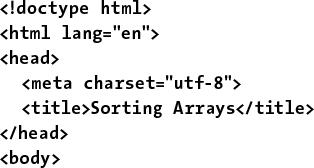 <!doctype html>
<html lang="en">
<head>
  <meta charset="utf-8">
  <title>Sorting Arrays</title>
</head>
<body>